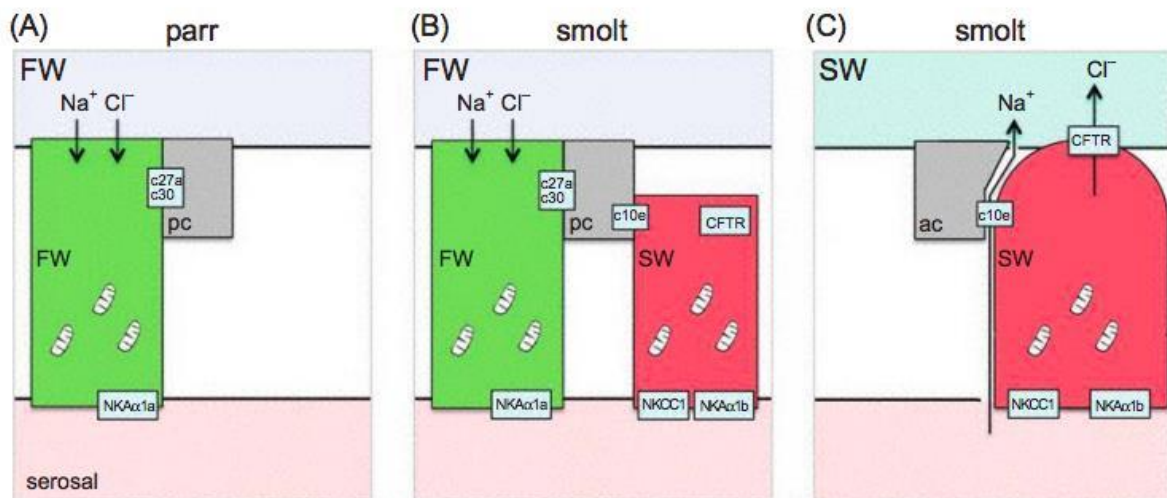 (A) parr
FW
Na⁺ Cl⁻
c27a
c30
pc
FW
NKAα1a
serosal
(B) smolt
FW
Na⁺ Cl⁻
c27a
c30
pc
c10e
CFTR
FW
SW
NKAα1a
NKCC1
NKAα1b
(C) smolt
SW
Cl⁻
Na⁺
CFTR
c10e
ac
SW
NKCC1
NKAα1b